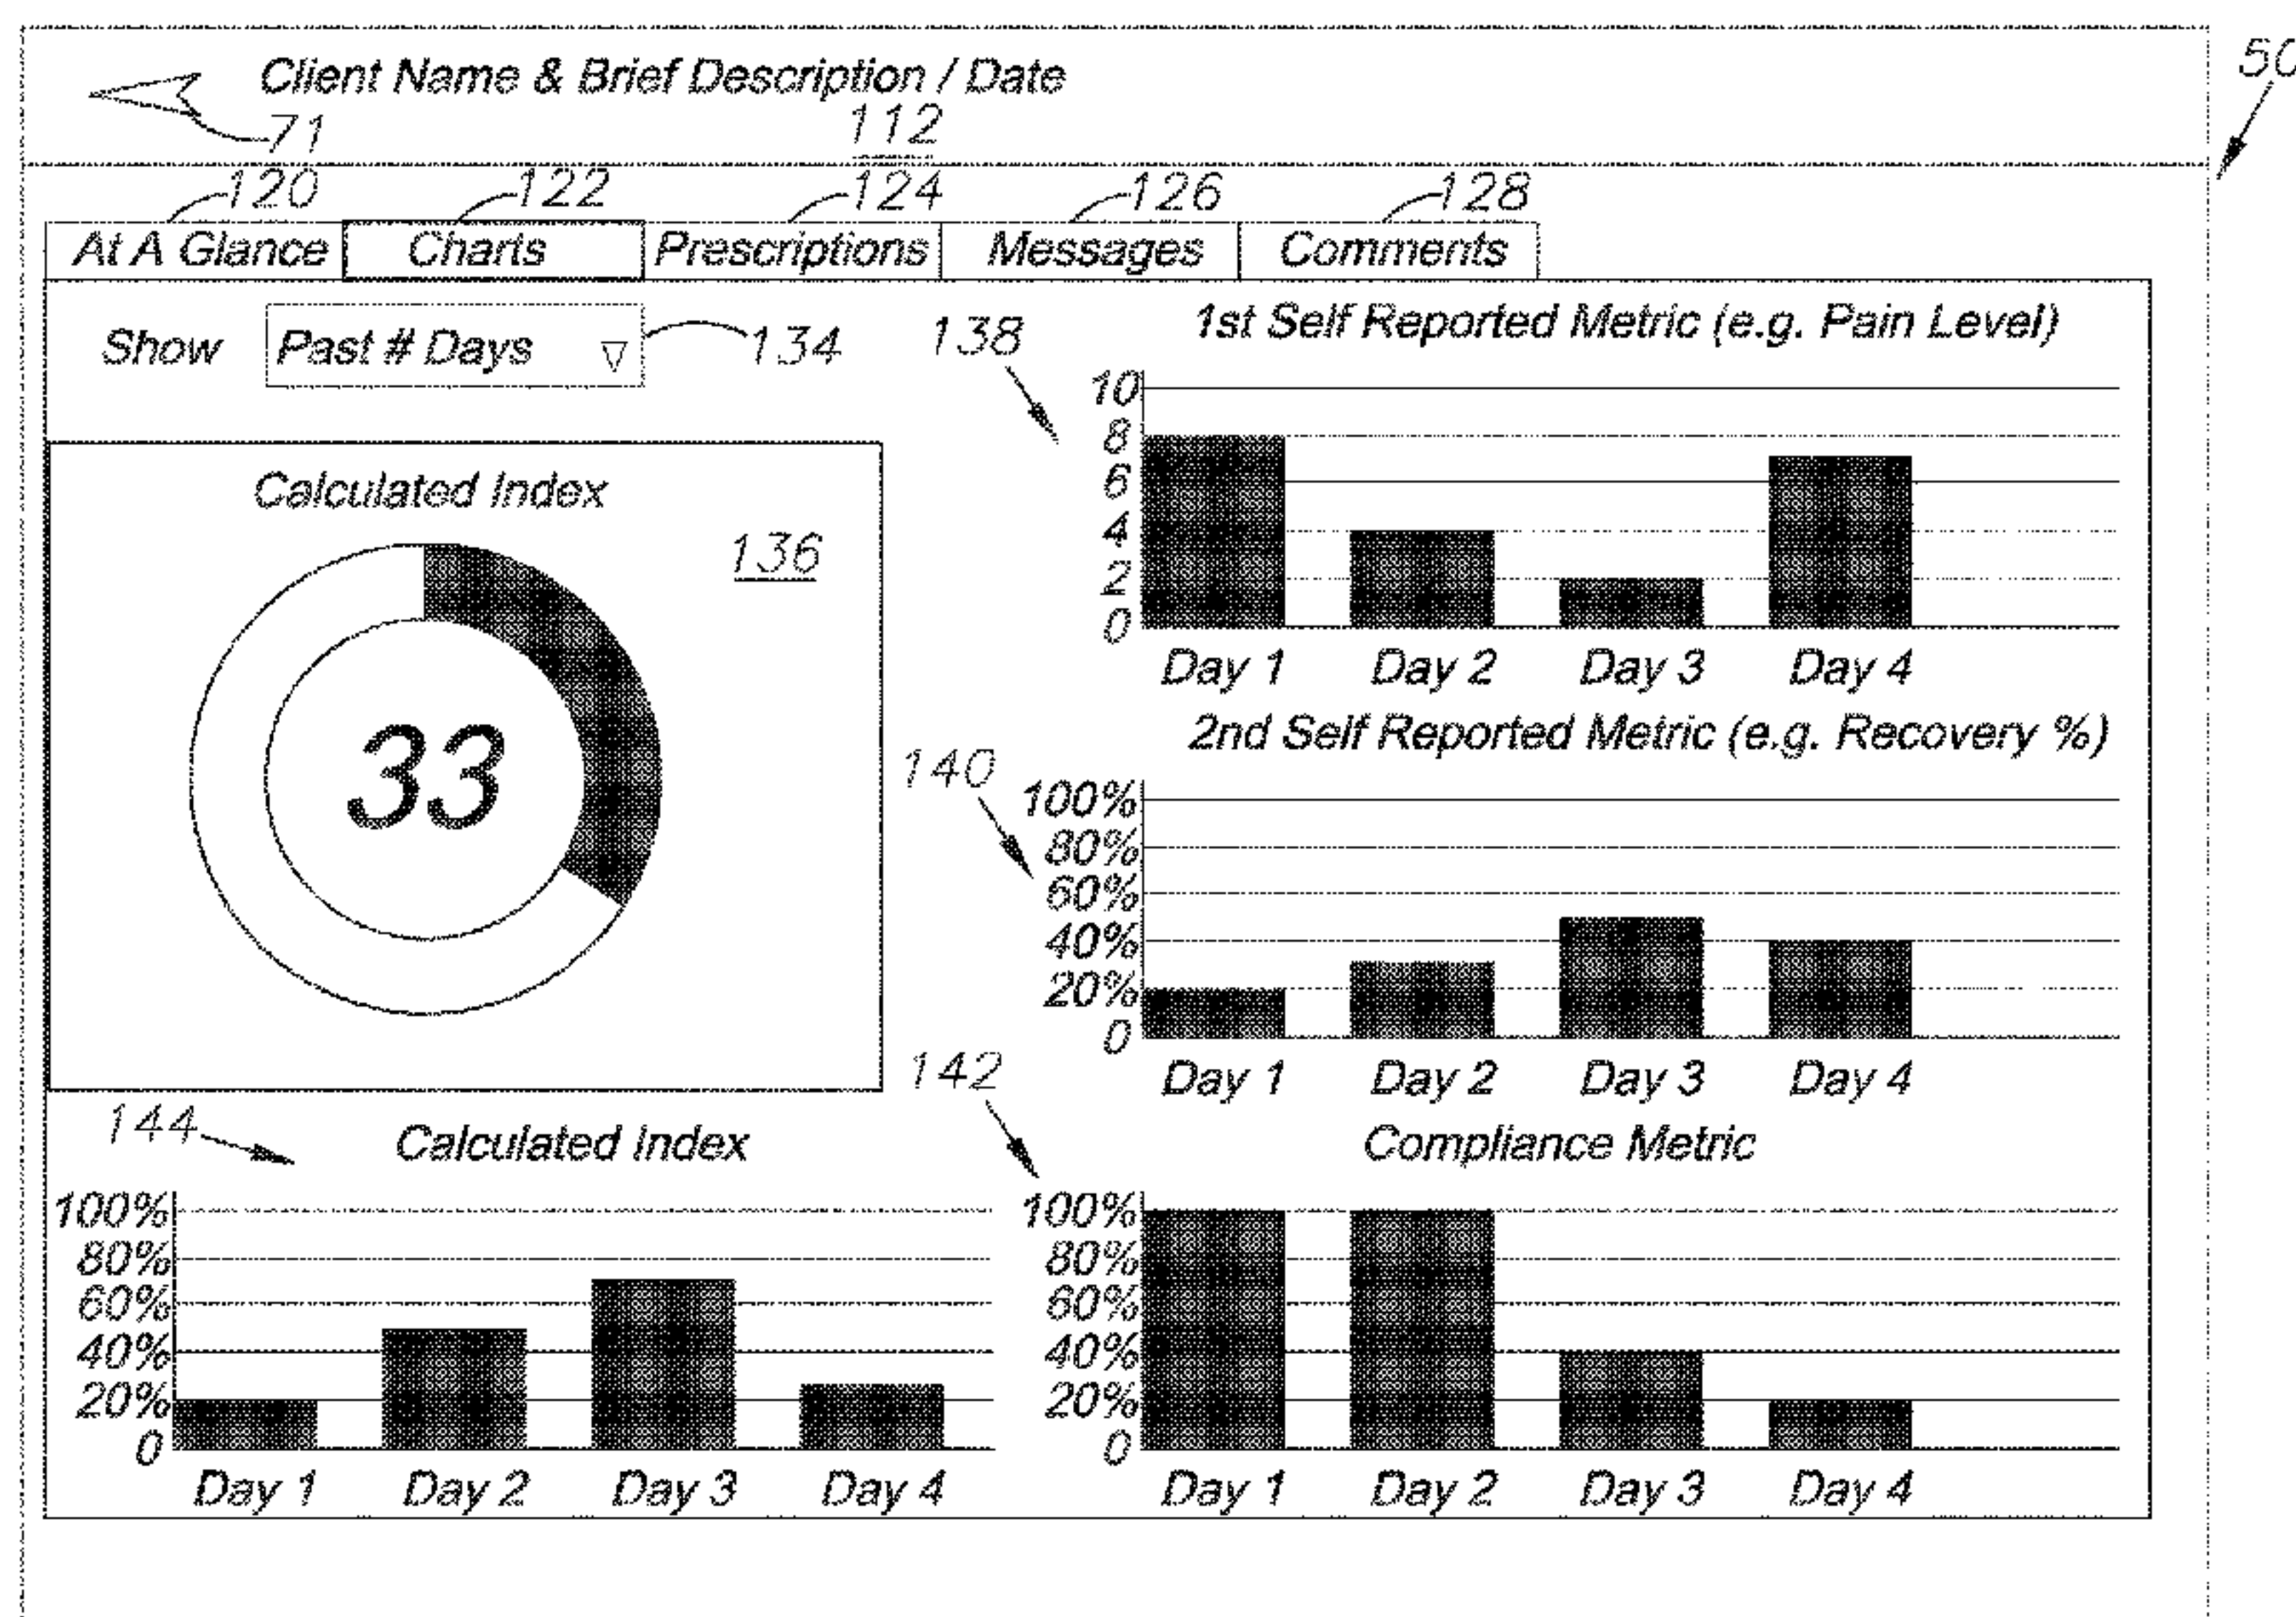 Client Name & Brief Description / Date
50
71
112
120 122 124 126 128
At A Glance Charts Prescriptions Messages Comments
Show Past # Days 134
Calculated Index
136
33
138
1st Self Reported Metric (e.g. Pain Level)
10
8
6
4
2
0
Day 1 Day 2 Day 3 Day 4
2nd Self Reported Metric (e.g. Recovery %)
140
100%
80%
60%
40%
20%
0
Day 1 Day 2 Day 3 Day 4
144
Calculated Index
100%
80%
60%
40%
20%
0
Day 1 Day 2 Day 3 Day 4
142
Compliance Metric
100%
80%
60%
40%
20%
0
Day 1 Day 2 Day 3 Day 4